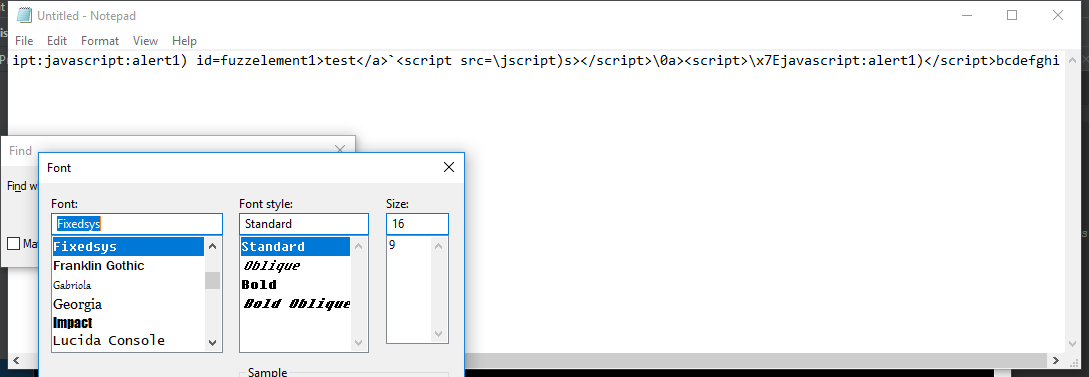 Untitled - Notepad
File Edit Format View Help
ipt:javascript:alert1) id=fuzzelement1>test</a>`<script src=\jscript)s></script>\0a><script>\x7Ejavascript:alert1)</script>bcdefghi
Find
Font
Find w
Font: Font style: Size:
Fixedsys Standard 16
Fixedsys Standard 9
Franklin Gothic Oblique
Gabriola Bold
Georgia Bold Oblique
Impact
Lucida Console
Sample